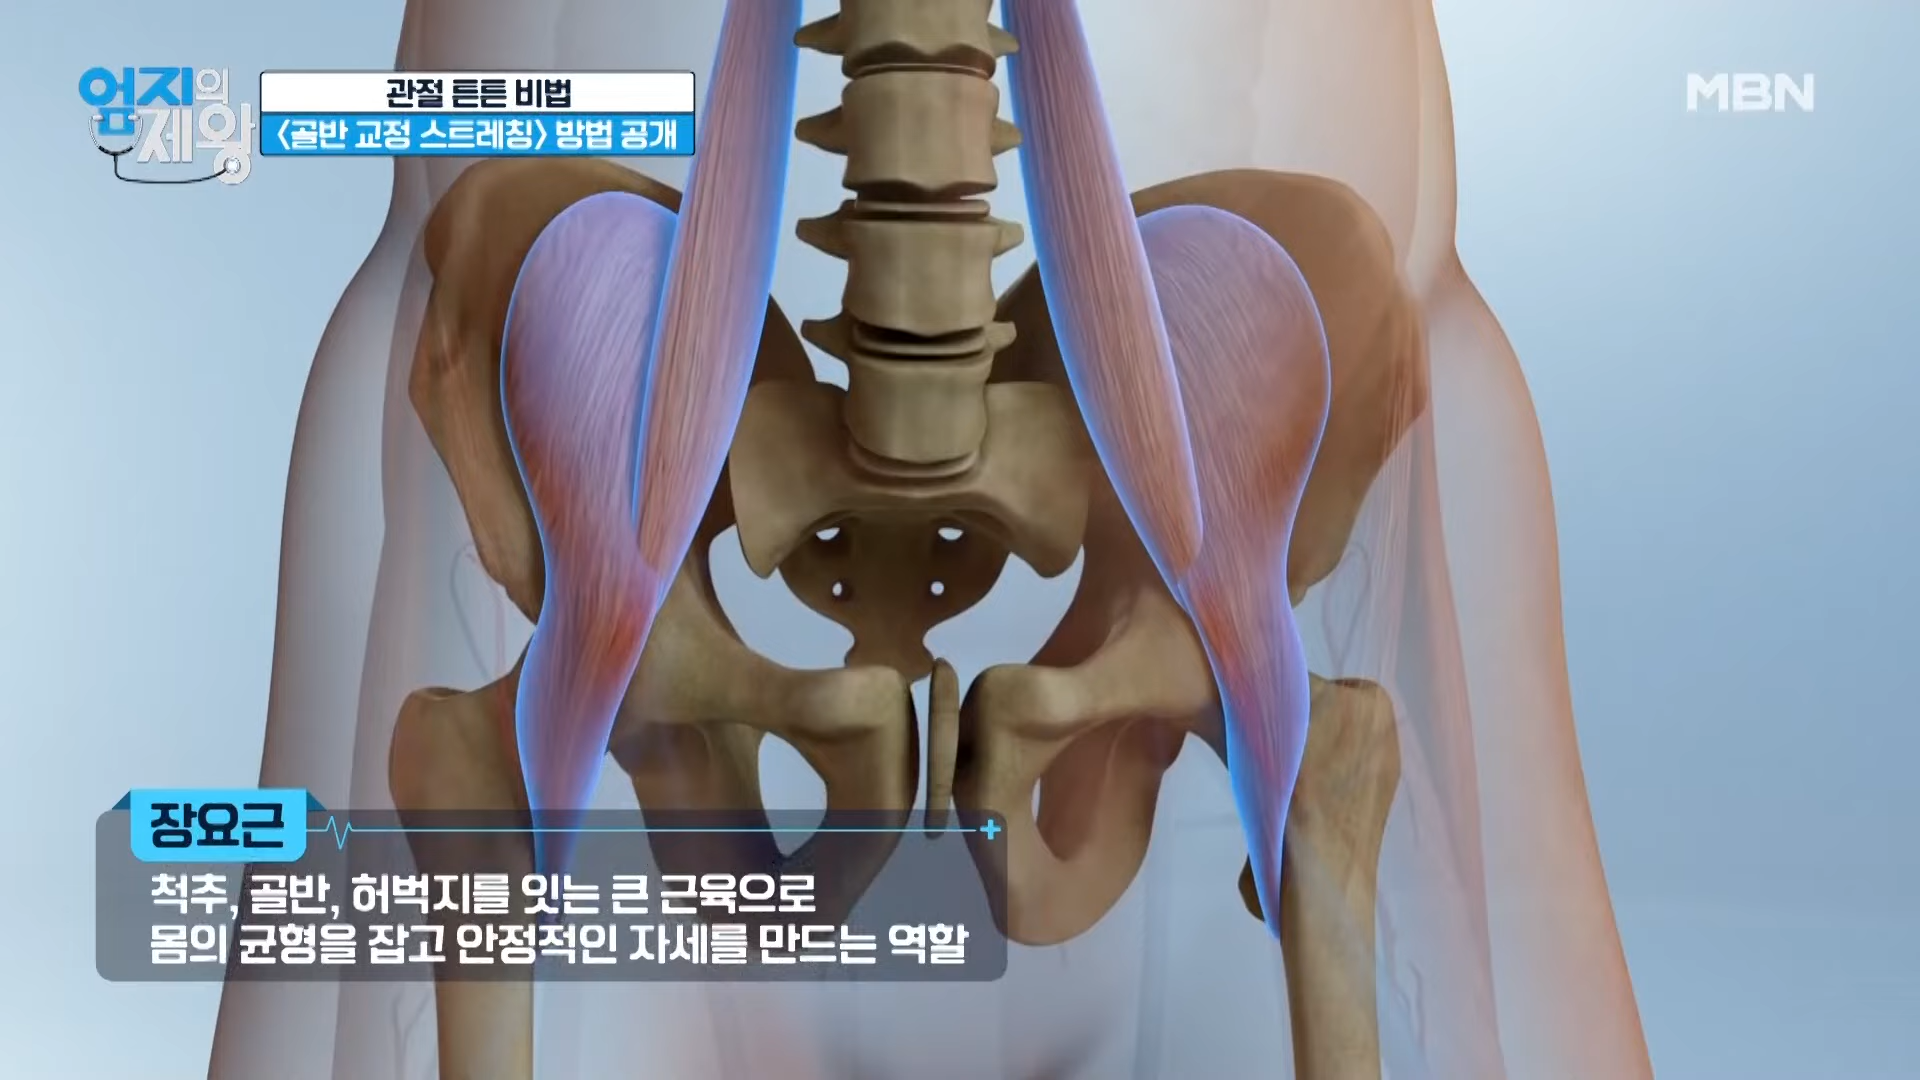 엄지의 제왕
관절 튼튼 비법
<골반 교정 스트레칭> 방법 공개
MBN
장요근
척추, 골반, 허벅지를 잇는 큰 근육으로
몸의 균형을 잡고 안정적인 자세를 만드는 역할